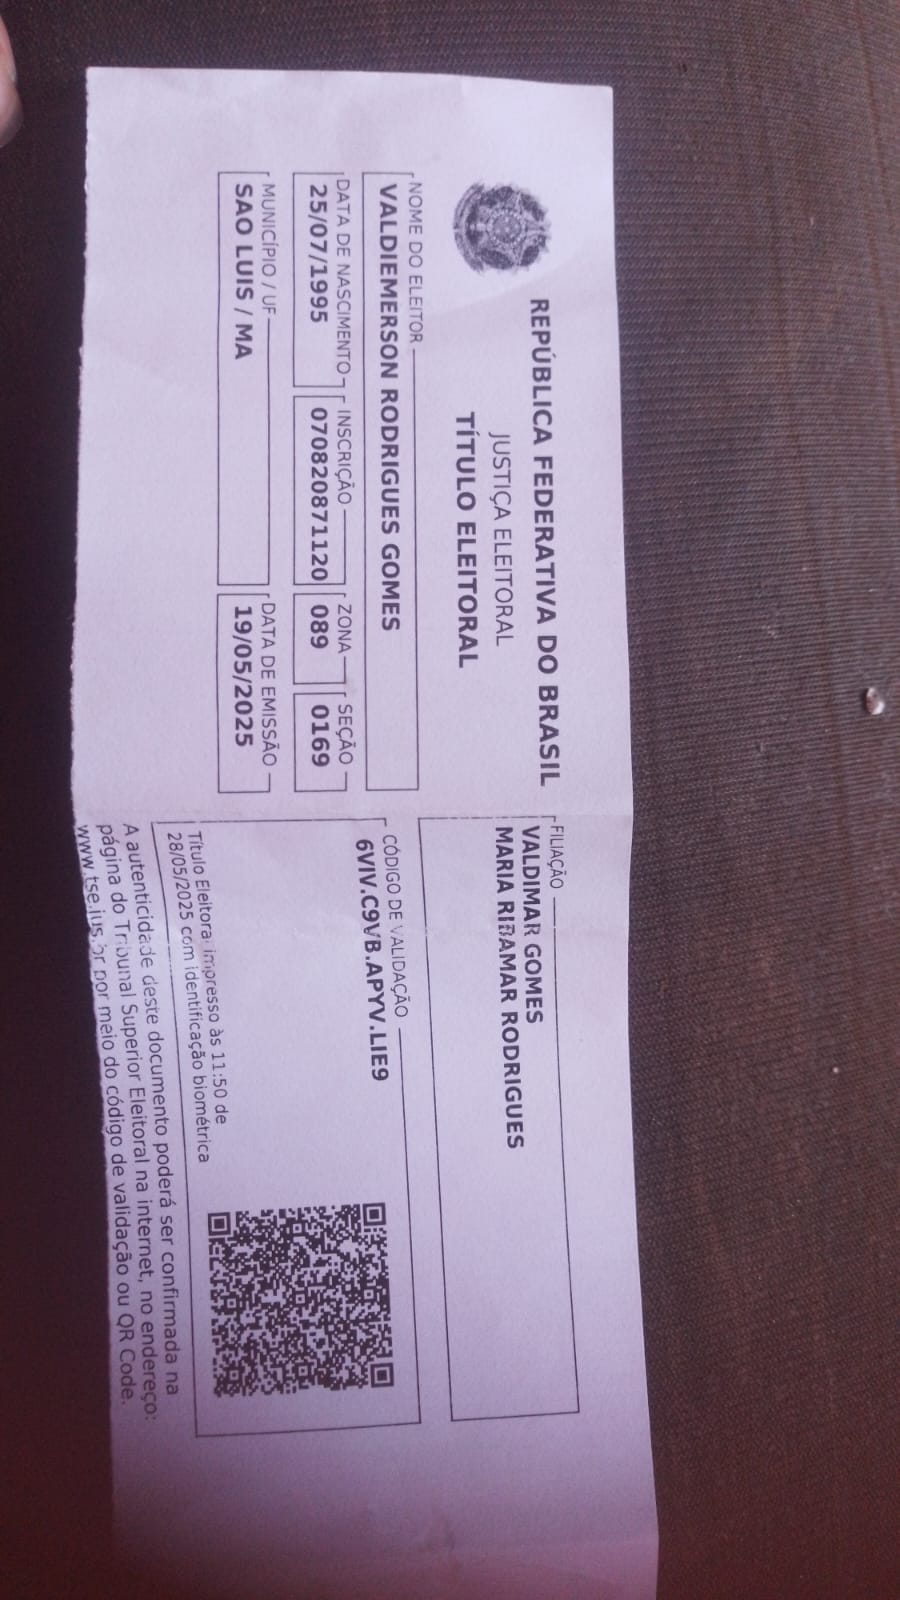 REPÚBLICA FEDERATIVA DO BRASIL
JUSTIÇA ELEITORAL
TÍTULO ELEITORAL
NOME DO ELEITOR
VALDIEMERSON RODRIGUES GOMES
DATA DE NASCIMENTO INSCRIÇÃO ZONA SEÇÃO
25/07/1995 070820871120 089 0169
MUNICÍPIO / UF DATA DE EMISSÃO
SAO LUIS / MA 19/05/2025
FILIAÇÃO
VALDIMAR GOMES
MARIA RIBAMAR RODRIGUES
CÓDIGO DE VALIDAÇÃO
6VIV.C9VB.APYV.LIE9
Título Eleitoral impresso às 11:50 de
28/05/2025 com identificação biométrica
A autenticidade deste documento poderá ser confirmada na
página do Tribunal Superior Eleitoral na internet, no endereço:
www.tse.jus.br por meio do código de validação ou QR Code.